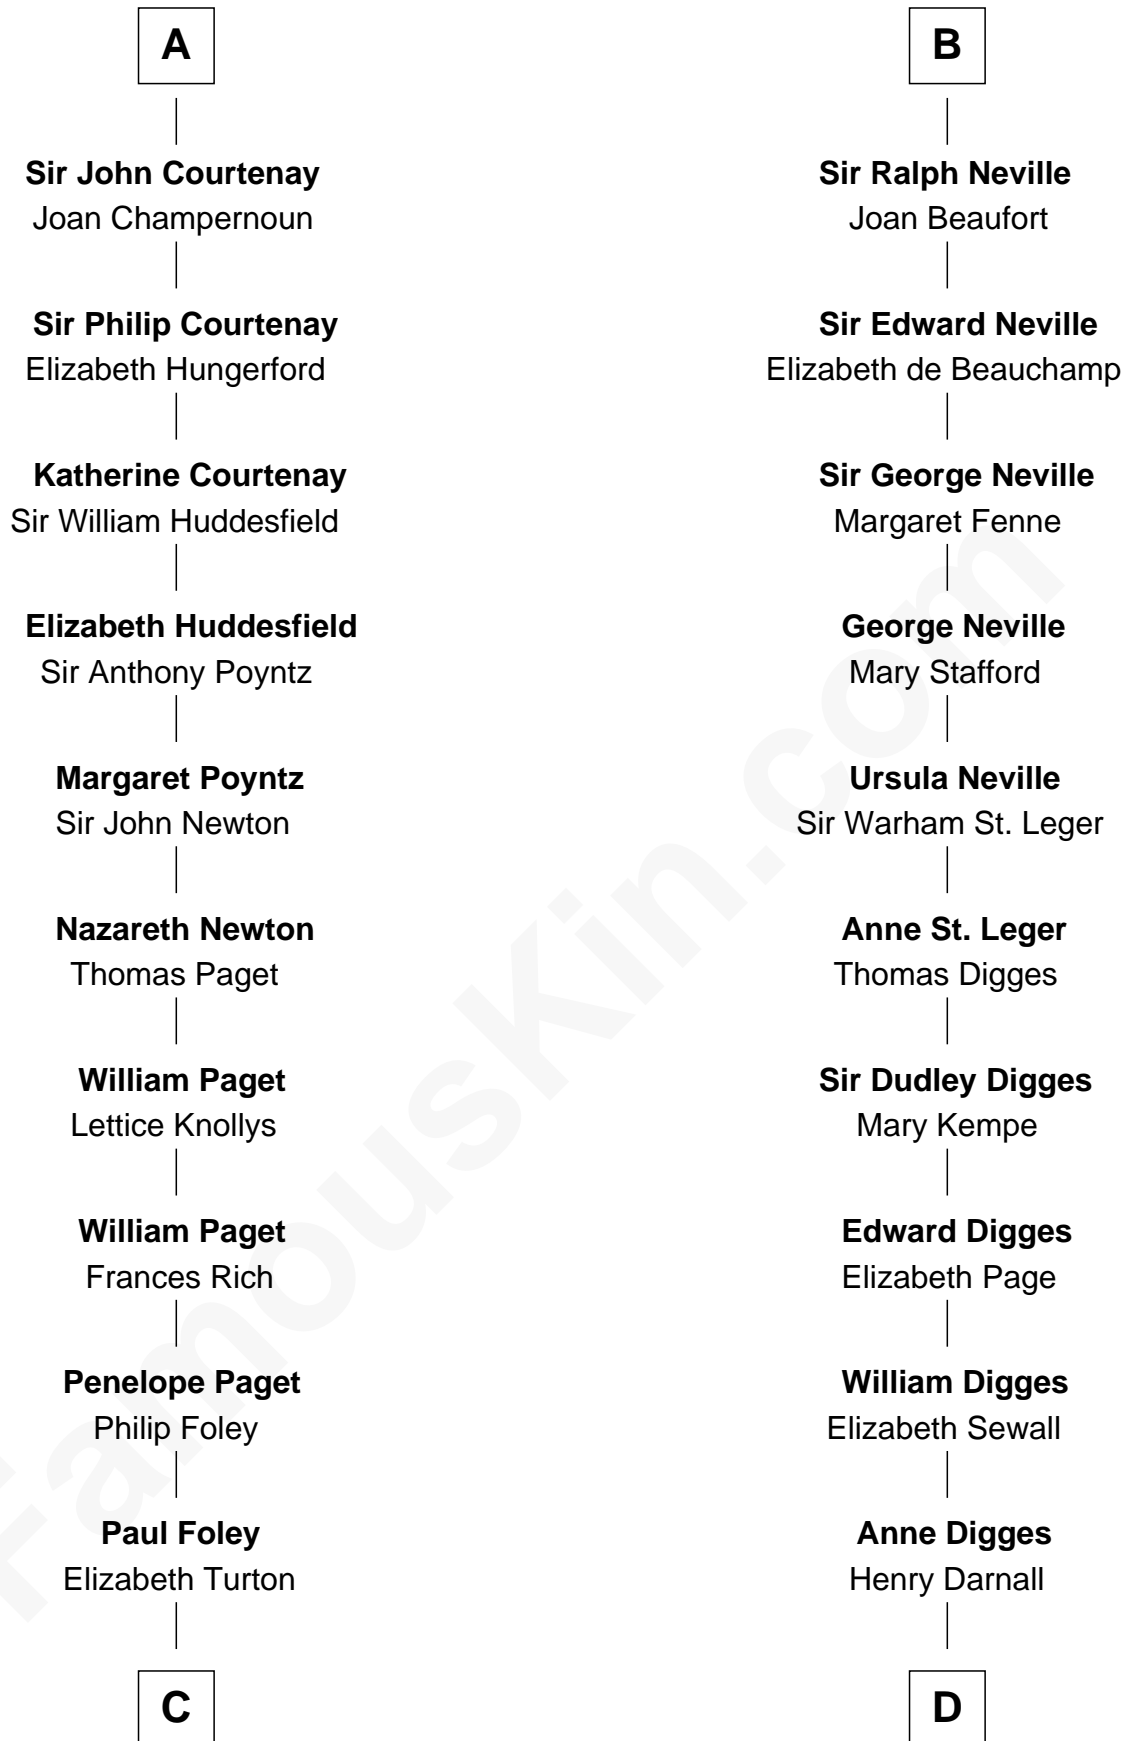 A
Sir John Courtenay
Joan Champernoun
Sir Philip Courtenay
Elizabeth Hungerford
Katherine Courtenay
Sir William Huddesfield
Elizabeth Huddesfield
Sir Anthony Poyntz
Margaret Poyntz
Sir John Newton
Nazareth Newton
Thomas Paget
William Paget
Lettice Knollys
William Paget
Frances Rich
Penelope Paget
Philip Foley
Paul Foley
Elizabeth Turton
C
B
Sir Ralph Neville
Joan Beaufort
Sir Edward Neville
Elizabeth de Beauchamp
Sir George Neville
Margaret Fenne
George Neville
Mary Stafford
Ursula Neville
Sir Warham St. Leger
Anne St. Leger
Thomas Digges
Sir Dudley Digges
Mary Kempe
Edward Digges
Elizabeth Page
William Digges
Elizabeth Sewall
Anne Digges
Henry Darnall
D
FamousKin.com